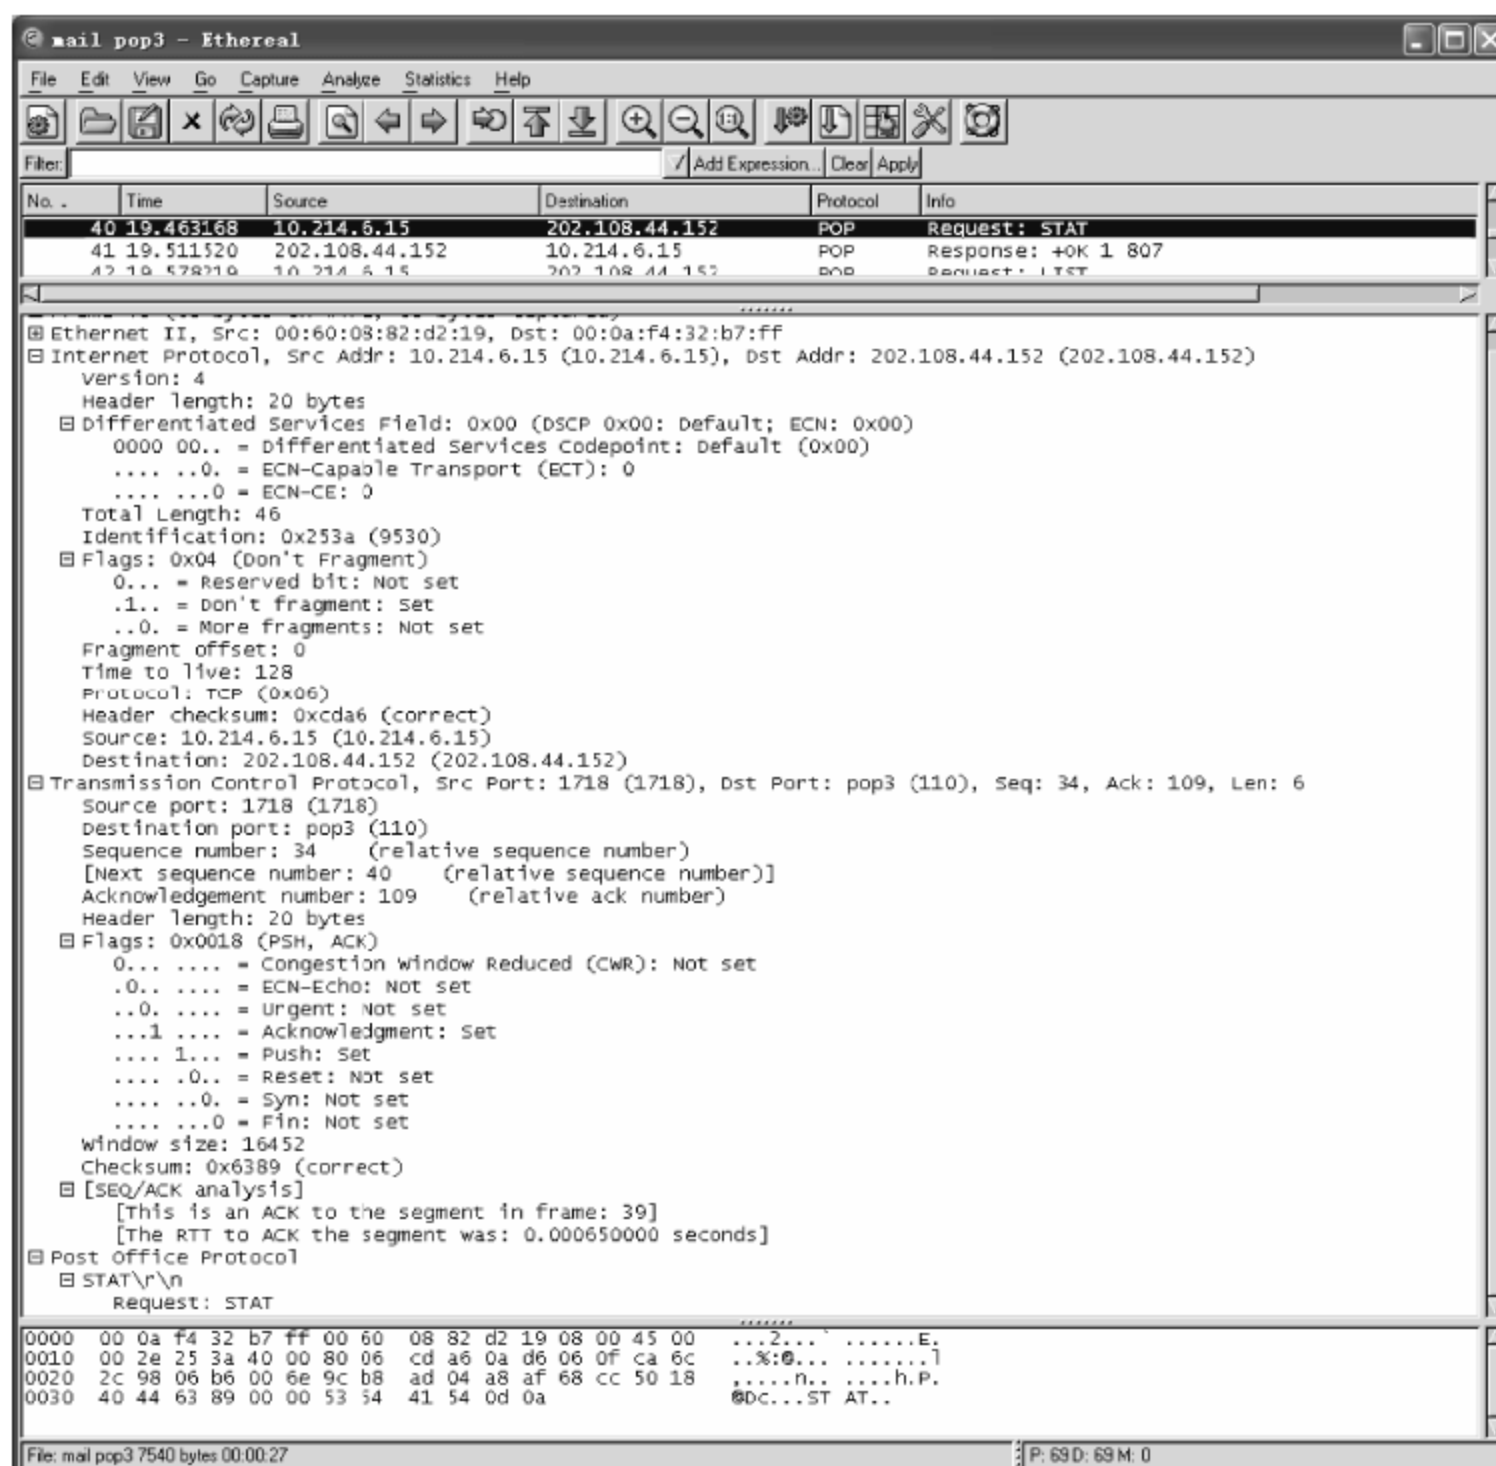 mail pop3 - Ethereal
File Edit View Go Capture Analyze Statistics Help
Filter: Add Expression... Clear Apply
No. . Time Source Destination Protocol Info
40 19.463168 10.214.6.15 202.108.44.152 POP Request: STAT
41 19.511520 202.108.44.152 10.214.6.15 POP Response: +OK 1 807
42 19.578219 10.214.6.15 202.108.44.152 POP Request: LIST
Ethernet II, Src: 00:60:08:82:d2:19, Dst: 00:0a:f4:32:b7:ff
Internet Protocol, Src Addr: 10.214.6.15 (10.214.6.15), Dst Addr: 202.108.44.152 (202.108.44.152)
Version: 4
Header length: 20 bytes
Differentiated Services Field: 0x00 (DSCP 0x00: Default; ECN: 0x00)
0000 00.. = Differentiated Services Codepoint: Default (0x00)
.... ..0. = ECN-Capable Transport (ECT): 0
.... ...0 = ECN-CE: 0
Total Length: 46
Identification: 0x253a (9530)
Flags: 0x04 (Don't Fragment)
0... = Reserved bit: Not set
.1.. = Don't fragment: Set
..0. = More fragments: Not set
Fragment offset: 0
Time to live: 128
Protocol: TCP (0x06)
Header checksum: 0xcda6 (correct)
Source: 10.214.6.15 (10.214.6.15)
Destination: 202.108.44.152 (202.108.44.152)
Transmission Control Protocol, Src Port: 1718 (1718), Dst Port: pop3 (110), Seq: 34, Ack: 109, Len: 6
Source port: 1718 (1718)
Destination port: pop3 (110)
Sequence number: 34 (relative sequence number)
[Next sequence number: 40 (relative sequence number)]
Acknowledgement number: 109 (relative ack number)
Header length: 20 bytes
Flags: 0x0018 (PSH, ACK)
0... .... = Congestion Window Reduced (CWR): Not set
.0.. .... = ECN-Echo: Not set
..0. .... = Urgent: Not set
...1 .... = Acknowledgment: Set
.... 1... = Push: Set
.... .0.. = Reset: Not set
.... ..0. = Syn: Not set
.... ...0 = Fin: Not set
Window size: 16452
Checksum: 0x6389 (correct)
[SEQ/ACK analysis]
[This is an ACK to the segment in frame: 39]
[The RTT to ACK the segment was: 0.000650000 seconds]
Post Office Protocol
STAT\r\n
Request: STAT
0000 00 0a f4 32 b7 ff 00 60 08 82 d2 19 08 00 45 00 ...2...` ......E.
0010 00 2e 25 3a 40 00 80 06 cd a6 0a d6 06 0f ca 6c ..%:@... .......l
0020 2c 98 06 b6 00 6e 9c b8 ad 04 a8 af 68 cc 50 18 ,....n.. ....h.P.
0030 40 44 63 89 00 00 53 54 41 54 0d 0a @Dc...ST AT..
File: mail pop3 7540 bytes 00:00:27 P: 69 D: 69 M: 0